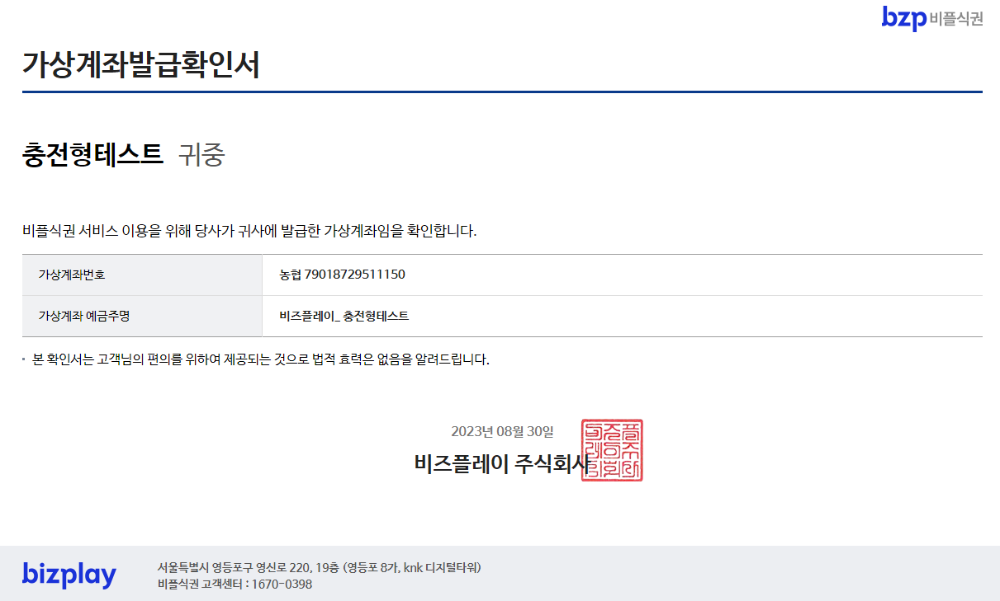 bzp 비플식권
가상계좌발급확인서
충전형테스트 귀중
비플식권 서비스 이용을 위해 당사가 귀사에 발급한 가상계좌임을 확인합니다.
가상계좌번호 농협 79018729511150
가상계좌 예금주명 비즈플레이_ 충전형테스트
본 확인서는 고객님의 편의를 위하여 제공되는 것으로 법적 효력은 없음을 알려드립니다.
2023년 08월 30일
비즈플레이 주식회사
bizplay
서울특별시 영등포구 영신로 220, 19층 (영등포 8가, knk 디지털타워)
비플식권 고객센터 : 1670-0398